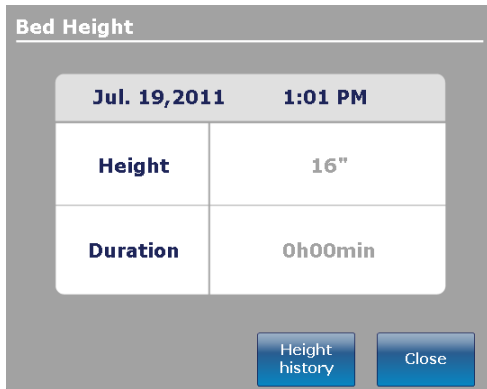 Bed Height
Jul. 19,2011 1:01 PM
Height 16"
Duration 0h00min
Height
history
Close